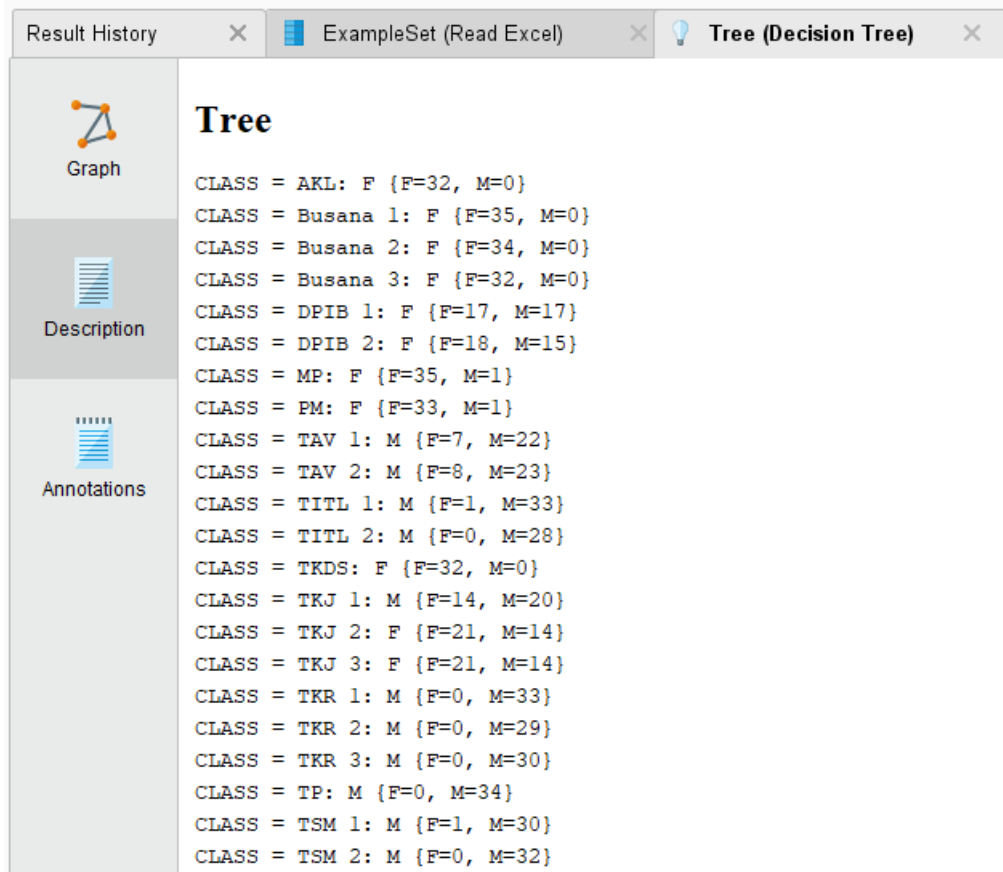 Result History ExampleSet (Read Excel) Tree (Decision Tree)
Graph
Description
Annotations
Tree
CLASS = AKL: F {F=32, M=0}
CLASS = Busana 1: F {F=35, M=0}
CLASS = Busana 2: F {F=34, M=0}
CLASS = Busana 3: F {F=32, M=0}
CLASS = DPIB 1: F {F=17, M=17}
CLASS = DPIB 2: F {F=18, M=15}
CLASS = MP: F {F=35, M=1}
CLASS = PM: F {F=33, M=1}
CLASS = TAV 1: M {F=7, M=22}
CLASS = TAV 2: M {F=8, M=23}
CLASS = TITL 1: M {F=1, M=33}
CLASS = TITL 2: M {F=0, M=28}
CLASS = TKDS: F {F=32, M=0}
CLASS = TKJ 1: M {F=14, M=20}
CLASS = TKJ 2: F {F=21, M=14}
CLASS = TKJ 3: F {F=21, M=14}
CLASS = TKR 1: M {F=0, M=33}
CLASS = TKR 2: M {F=0, M=29}
CLASS = TKR 3: M {F=0, M=30}
CLASS = TP: M {F=0, M=34}
CLASS = TSM 1: M {F=1, M=30}
CLASS = TSM 2: M {F=0, M=32}